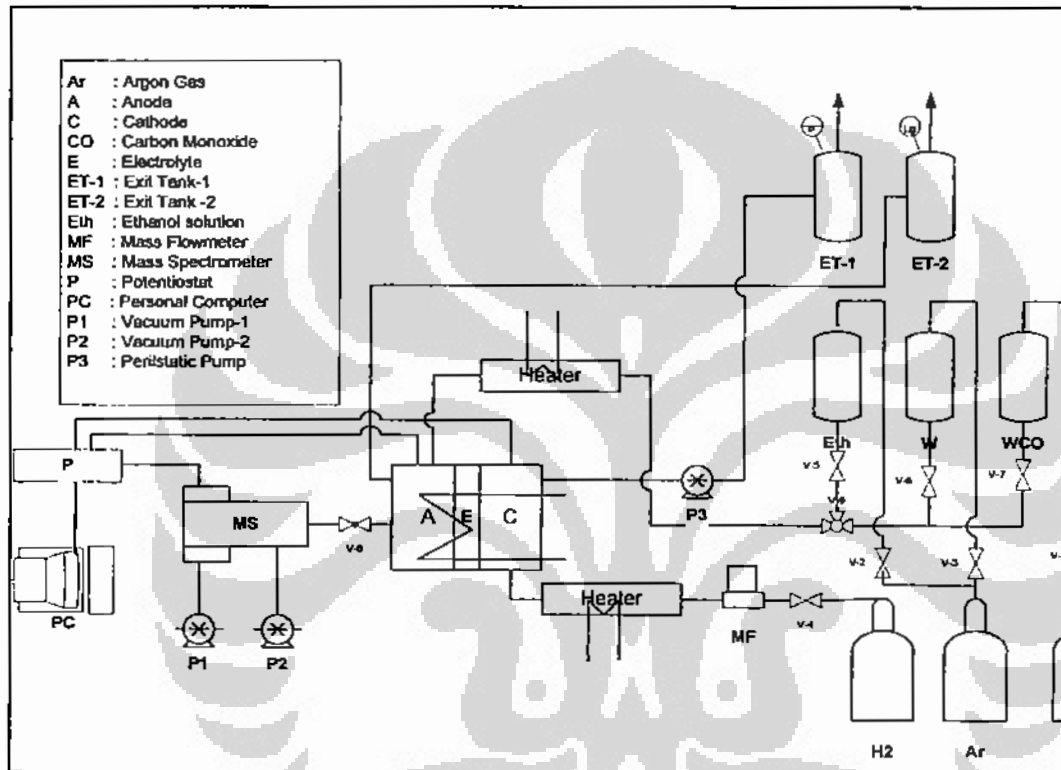 Ar : Argon Gas
A : Anode
C : Cathode
CO : Carbon Monoxide
E : Electrolyte
ET-1 : Exit Tank-1
ET-2 : Exit Tank -2
Eth : Ethanol solution
MF : Mass Flowmeter
MS : Mass Spectrometer
P : Potentiostat
PC : Personal Computer
P1 : Vacuum Pump-1
P2 : Vacuum Pump-2
P3 : Peristatic Pump
ET-1
ET-2
Heater
Eth
W
WCO
V-5
V-6
V-7
P
MS
A
E
C
P3
V-2
V-3
Heater
MF
V-1
PC
P1
P2
H2
Ar